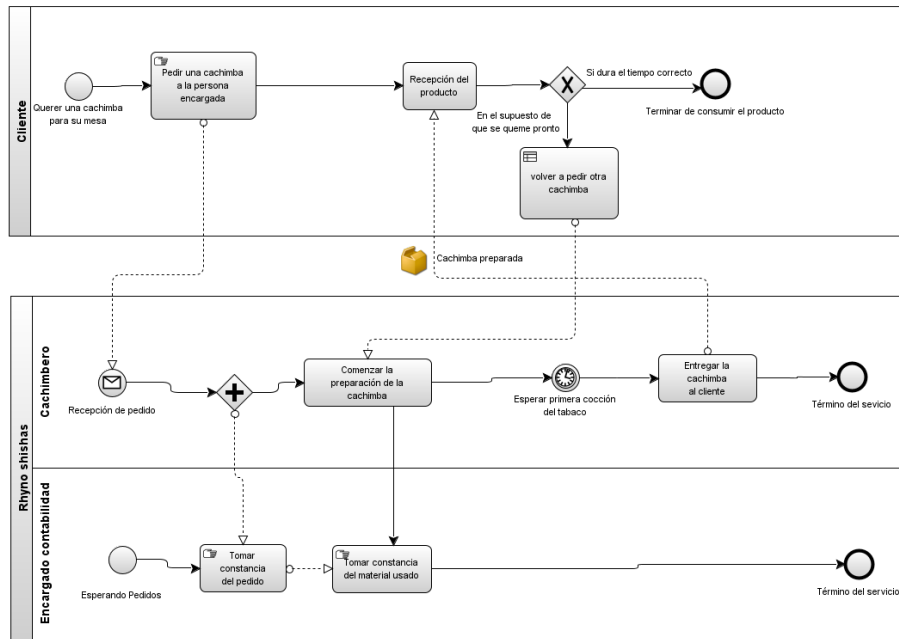 Cliente
Querer una cachimba
para su mesa
Pedir una cachimba
a la persona
encargada
Recepción del
producto
Si dura el tiempo correcto
Terminar de consumir el producto
En el supuesto de
que se queme pronto
volver a pedir otra
cachimba
Cachimba preparada
Rhyno shishas
Cachimbero
Recepción de pedido
Comenzar la
preparación de la
cachimba
Esperar primera cocción
del tabaco
Entregar la
cachimba
al cliente
Término del sevicio
Encargado contabilidad
Esperando Pedidos
Tomar
constancia
del pedido
Tomar constancia
del material usado
Término del servicio